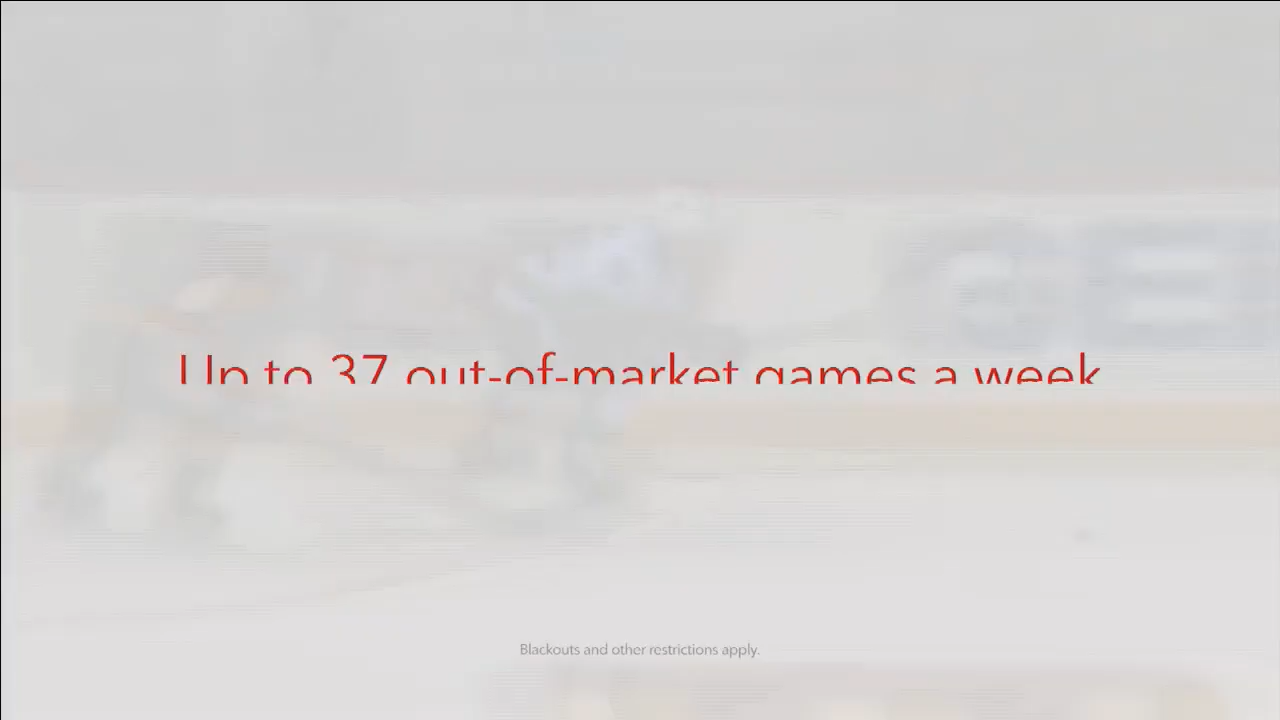 Up to 37 out-of-market games a week
Blackouts and other restrictions apply.